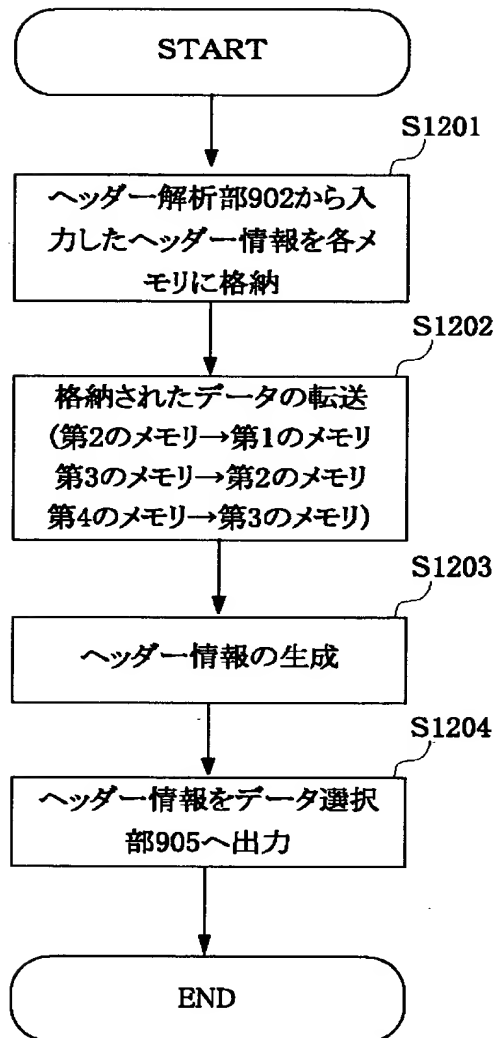 START
S1201
ヘッダー解析部902から入
力したヘッダー情報を各メ
モリに格納
S1202
格納されたデータの転送
(第2のメモリ→第1のメモリ
第3のメモリ→第2のメモリ
第4のメモリ→第3のメモリ)
S1203
ヘッダー情報の生成
S1204
ヘッダー情報をデータ選択
部905へ出力
END